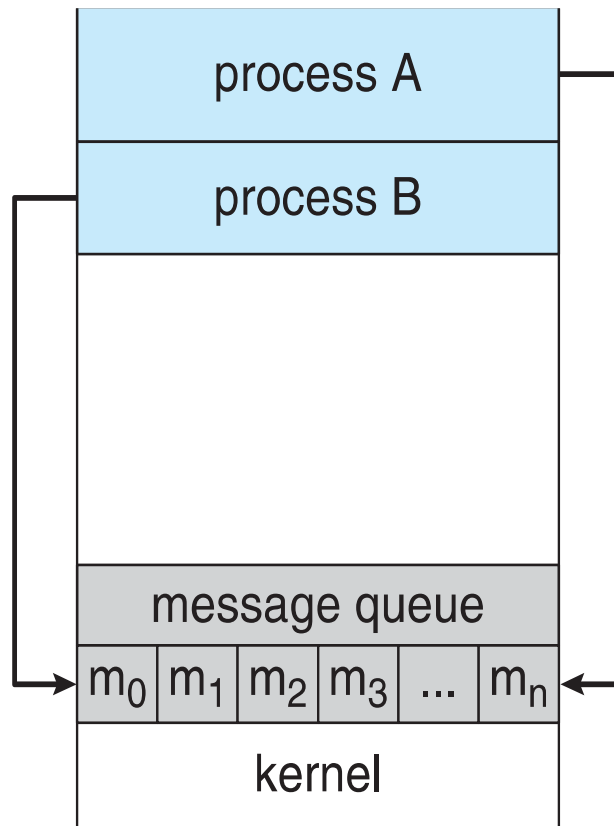 process A
process B
message queue
m₀ m₁ m₂ m₃ ... mₙ
kernel